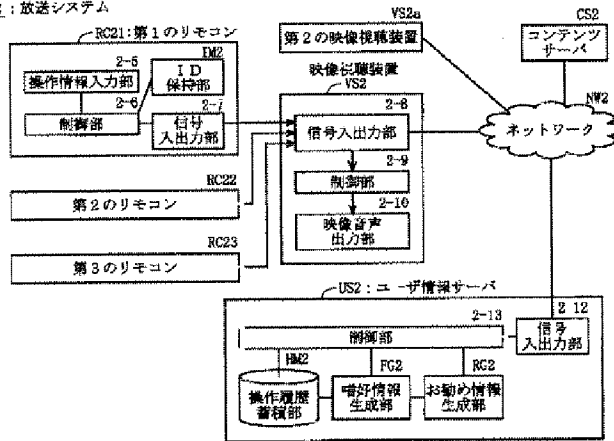 ：放送システム
RC21：第１のリモコン
2-5
操作情報入力部
EM2
ＩＤ
保持部
2-6
制御部
2-7
信号
入出力部
RC22
第２のリモコン
RC23
第３のリモコン
VS2a
第２の映像視聴装置
映像視聴装置
VS2
2-8
信号入出力部
2-9
制御部
2-10
映像音声
出力部
CS2
コンテンツ
サーバ
NW2
ネットワーク
US2：ユーザ情報サーバ
2-12
信号
入出力部
2-13
制御部
HM2
操作履歴
蓄積部
FG2
嗜好情報
生成部
RG2
お勧め情報
生成部